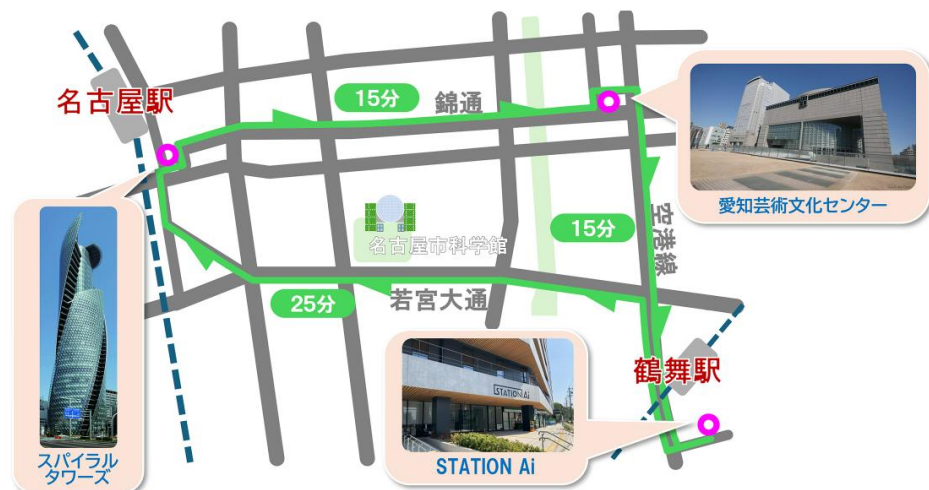 名古屋駅
15分
錦通
愛知芸術文化センター
名古屋市科学館
15分
空港線
25分
若宮大通
鶴舞駅
STATION Ai
スパイラル
タワーズ
STATION Ai